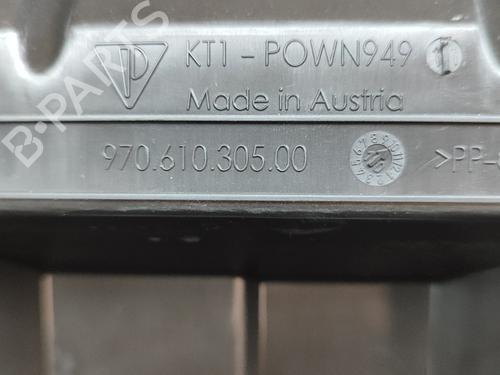 KT1 - POWN949
Made in Austria
970.610.305.00
>PP-
B-PARTS